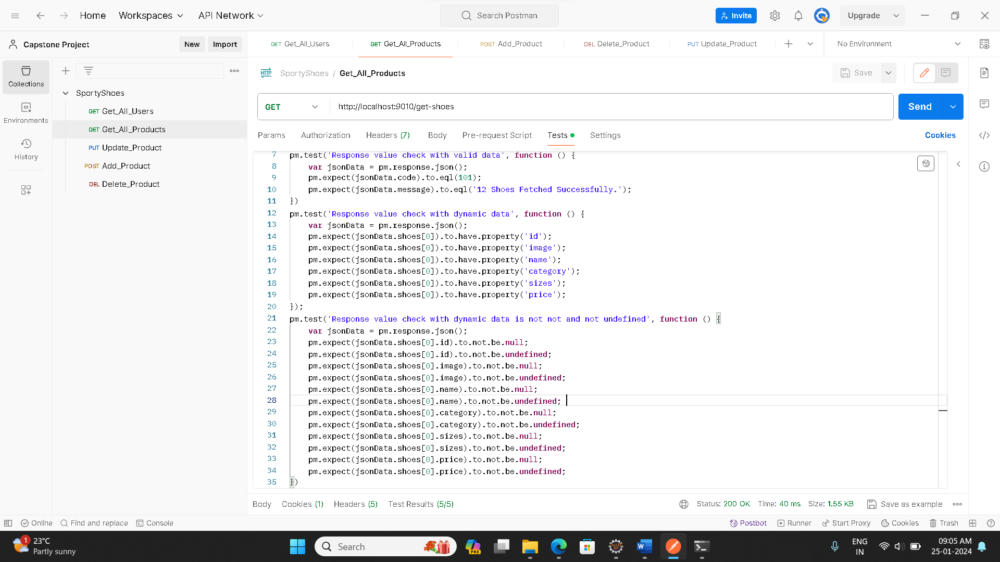 Home Workspaces API Network Search Postman Invite Upgrade
Capstone Project New Import
GET Get_All_Users GET Get_All_Products POST Add_Product DEL Delete_Product PUT Update_Product No Environment
Collections
Environments
History
SportyShoes
GET Get_All_Users
GET Get_All_Products
PUT Update_Product
POST Add_Product
DEL Delete_Product
HTTP SportyShoes / Get_All_Products Save
GET http://localhost:9010/get-shoes Send
Params Authorization Headers (7) Body Pre-request Script Tests Settings Cookies
7 pm.test('Response value check with valid data', function () {
8 var jsonData = pm.response.json();
9 pm.expect(jsonData.code).to.eql(101);
10 pm.expect(jsonData.message).to.eql('12 Shoes Fetched Successfully.');
11 })
12 pm.test('Response value check with dynamic data', function () {
13 var jsonData = pm.response.json();
14 pm.expect(jsonData.shoes[0]).to.have.property('id');
15 pm.expect(jsonData.shoes[0]).to.have.property('image');
16 pm.expect(jsonData.shoes[0]).to.have.property('name');
17 pm.expect(jsonData.shoes[0]).to.have.property('category');
18 pm.expect(jsonData.shoes[0]).to.have.property('sizes');
19 pm.expect(jsonData.shoes[0]).to.have.property('price');
20 });
21 pm.test('Response value check with dynamic data is not not and not undefined', function () {
22 var jsonData = pm.response.json();
23 pm.expect(jsonData.shoes[0].id).to.not.be.null;
24 pm.expect(jsonData.shoes[0].id).to.not.be.undefined;
25 pm.expect(jsonData.shoes[0].image).to.not.be.null;
26 pm.expect(jsonData.shoes[0].image).to.not.be.undefined;
27 pm.expect(jsonData.shoes[0].name).to.not.be.null;
28 pm.expect(jsonData.shoes[0].name).to.not.be.undefined;
29 pm.expect(jsonData.shoes[0].category).to.not.be.null;
30 pm.expect(jsonData.shoes[0].category).to.not.be.undefined;
31 pm.expect(jsonData.shoes[0].sizes).to.not.be.null;
32 pm.expect(jsonData.shoes[0].sizes).to.not.be.undefined;
33 pm.expect(jsonData.shoes[0].price).to.not.be.null;
34 pm.expect(jsonData.shoes[0].price).to.not.be.undefined;
35 })
Body Cookies (1) Headers (5) Test Results (5/5) Status: 200 OK Time: 40 ms Size: 1.55 KB Save as example
Online Find and replace Console Postbot Runner Start Proxy Cookies Trash
1 23°C
Partly sunny
Search
PRE
ENG
IN
09:05 AM
25-01-2024